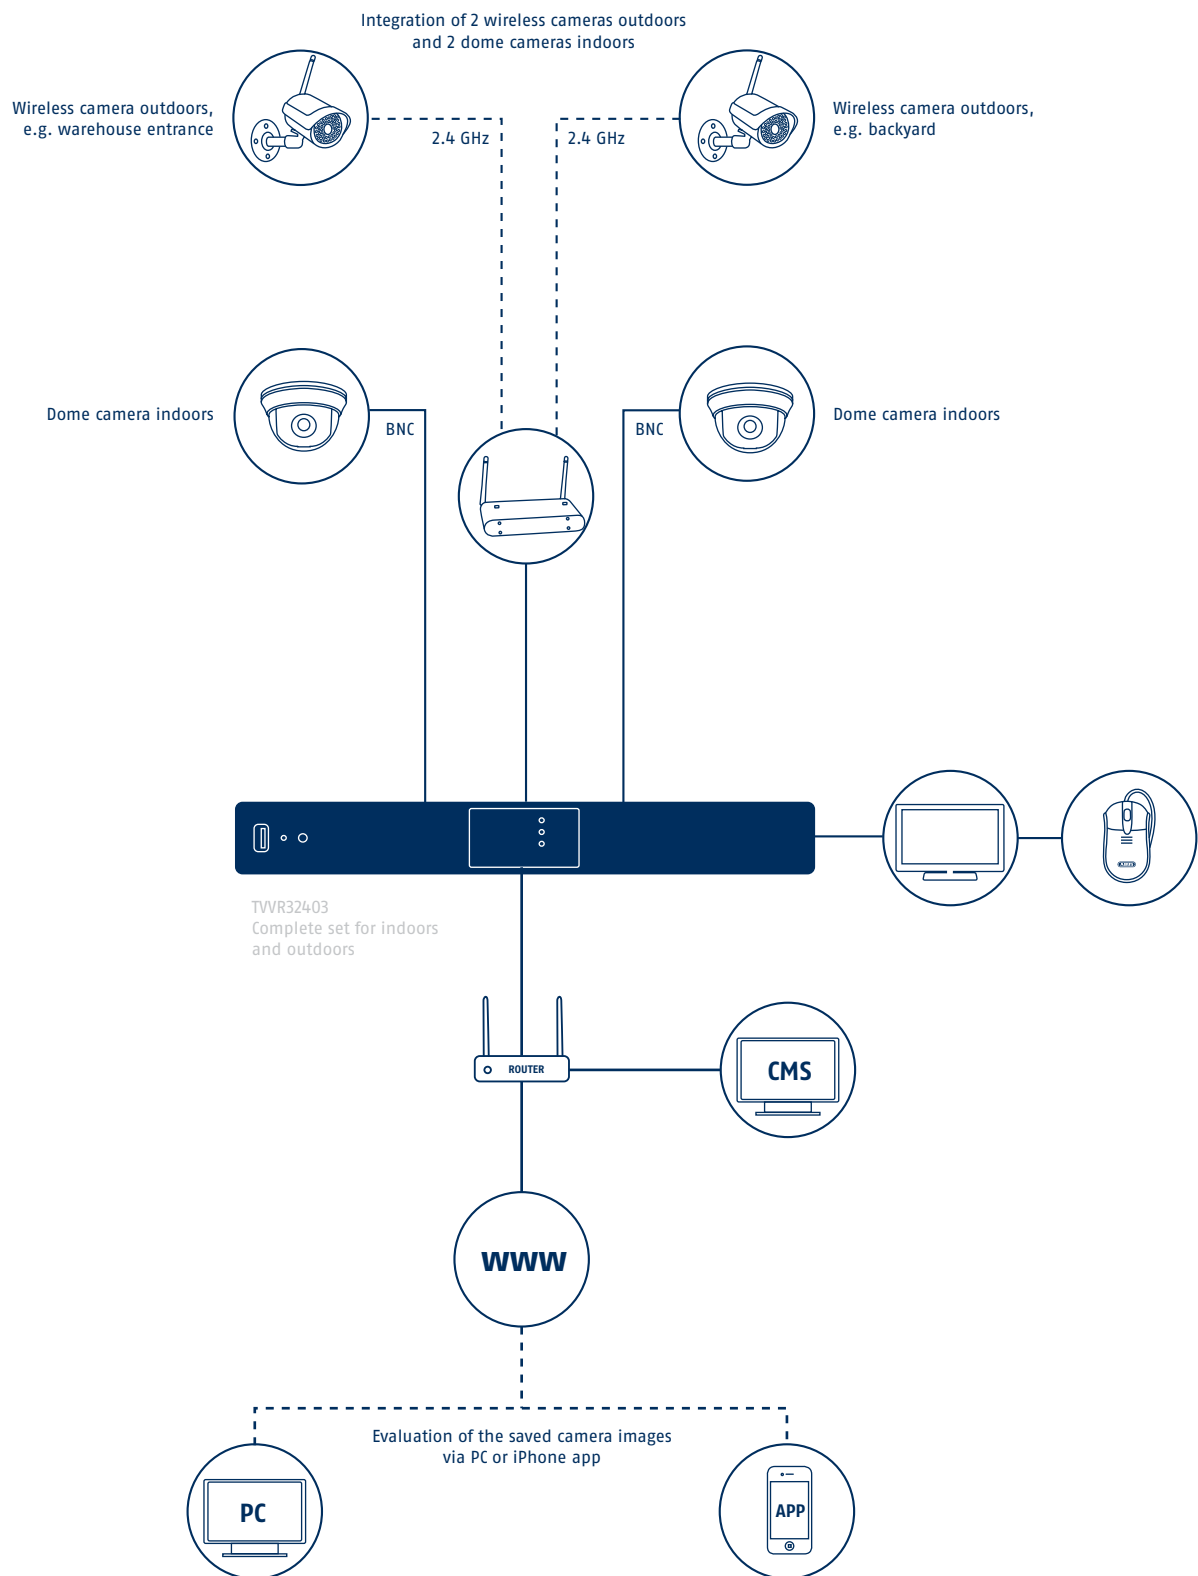 Integration of 2 wireless cameras outdoors
and 2 dome cameras indoors
Wireless camera outdoors,
e.g. warehouse entrance
2.4 GHz
2.4 GHz
Wireless camera outdoors,
e.g. backyard
Dome camera indoors
BNC
BNC
Dome camera indoors
TVVR32403
Complete set for indoors
and outdoors
ROUTER
CMS
www
Evaluation of the saved camera images
via PC or iPhone app
PC
APP